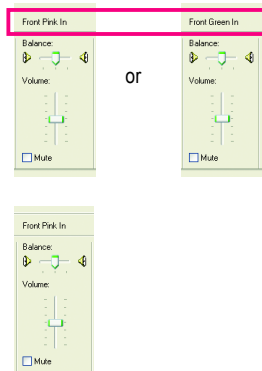 Front Pink In
Balance:
Volume:
Mute
or
Front Green In
Balance:
Volume:
Mute
Front Pink In
Balance:
Volume:
Mute